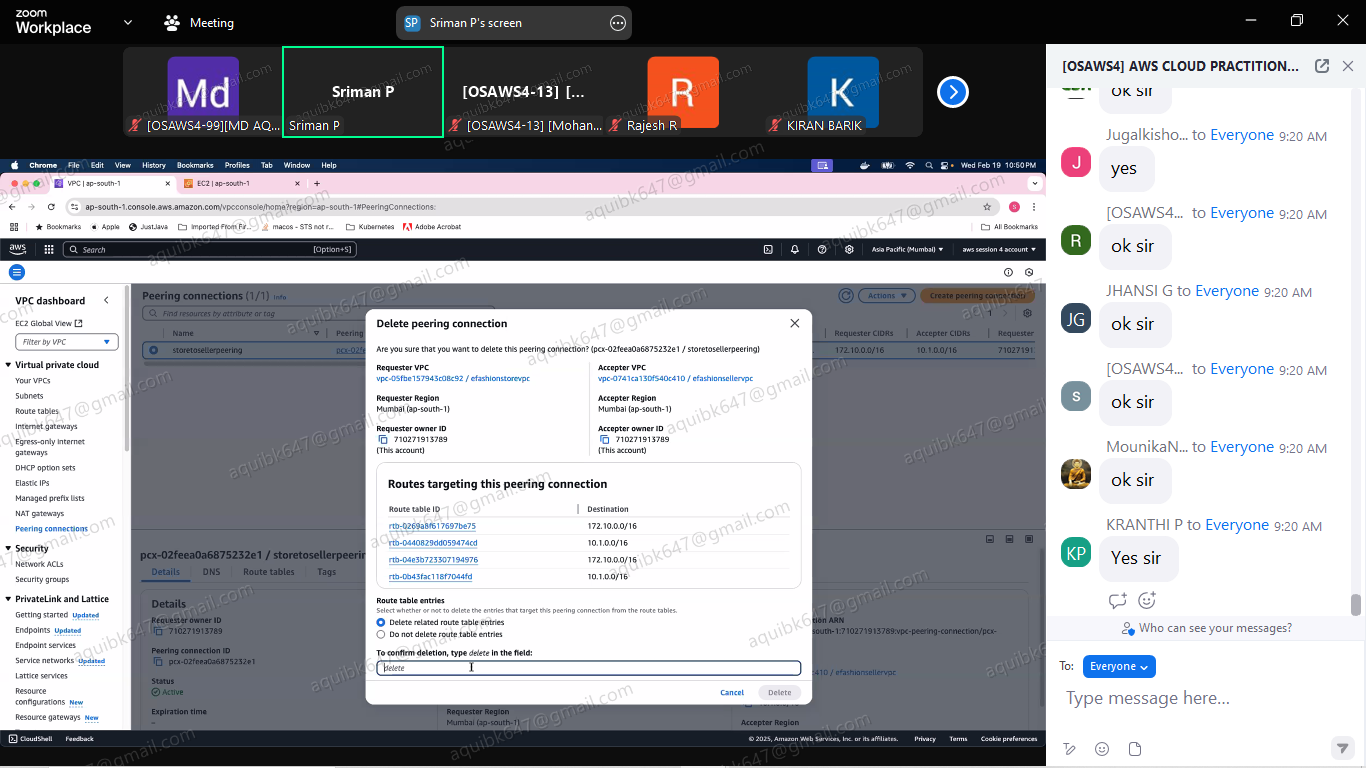 zoom
Workplace
Meeting
SP
Sriman P's screen
Md
[OSAWS4-99][MD AQ...
Sriman P
Sriman P
[OSAWS4-13] [...
[OSAWS4-13] [Mohan...
R
Rajesh R
K
KIRAN BARIK
Chrome File Edit View History Bookmarks Profiles Tab Window Help
Wed Feb 19 10:50 PM
VPC | ap-south-1
EC2 | ap-south-1
ap-south-1.console.aws.amazon.com/vpcconsole/home?region=ap-south-1#PeeringConnections:
S
Bookmarks Apple JustJava Imported From Fir... macos - STS not r... Kubernetes Adobe Acrobat
All Bookmarks
aws
Search
[Option+S]
Asia Pacific (Mumbai)
aws session 4 account
VPC dashboard
EC2 Global View
Filter by VPC
Virtual private cloud
Your VPCs
Subnets
Route tables
Internet gateways
Egress-only internet
gateways
DHCP option sets
Elastic IPs
Managed prefix lists
NAT gateways
Peering connections
Security
Network ACLs
Security groups
PrivateLink and Lattice
Getting started Updated
Endpoints Updated
Endpoint services
Service networks Updated
Lattice services
Resource
configurations New
Resource gateways New
Peering connections (1/1) Info
Actions
Create peering connection
Find resources by attribute or tag
1
Name
Peering
Requester CIDRs
Accepter CIDRs
Requester
storetosellerpeering
pcx-02
172.10.0.0/16
10.1.0.0/16
71027191
Delete peering connection
Are you sure that you want to delete this peering connection? (pcx-02feea0a6875232e1 / storetosellerpeering)
Requester VPC
vpc-05fbe157943c08c92 / efashionstorevpc
Requester Region
Mumbai (ap-south-1)
Requester owner ID
710271913789
(This account)
Accepter VPC
vpc-0741ca130f540c410 / efashionsellervpc
Accepter Region
Mumbai (ap-south-1)
Accepter owner ID
710271913789
(This account)
Routes targeting this peering connection
Route table ID
Destination
rtb-0269a8f617697be75 172.10.0.0/16
rtb-0440829dd059474cd 10.1.0.0/16
rtb-04e3b723307194976 172.10.0.0/16
rtb-0b43fac118f7044fd 10.1.0.0/16
Route table entries
Select whether or not to delete the entries that target this peering connection from the route tables.
Delete related route table entries
Do not delete route table entries
To confirm deletion, type delete in the field:
delete
Cancel
Delete
pcx-02feea0a6875232e1 / storetosellerpeerin
Details DNS Route tables Tags
Details
Requester owner ID
710271913789
Peering connection ID
pcx-02feea0a6875232e1
Status
Active
Expiration time
–
Requester Region
Mumbai (ap-south-1)
tion ARN
south-1:710271913789:vpc-peering-connection/pcx-
c410 / efashionsellervpc
Accepter Region
CloudShell Feedback
© 2025, Amazon Web Services, Inc. or its affiliates. Privacy Terms Cookie preferences
aquibk647@gmail.com
[OSAWS4] AWS CLOUD PRACTITION...
ok sir
Jugalkisho... to Everyone 9:20 AM
J
yes
[OSAWS4... to Everyone 9:20 AM
R
ok sir
JHANSI G to Everyone 9:20 AM
JG
ok sir
[OSAWS4... to Everyone 9:20 AM
S
ok sir
MounikaN... to Everyone 9:20 AM
ok sir
KRANTHI P to Everyone 9:20 AM
KP
Yes sir
Who can see your messages?
To: Everyone
Type message here...